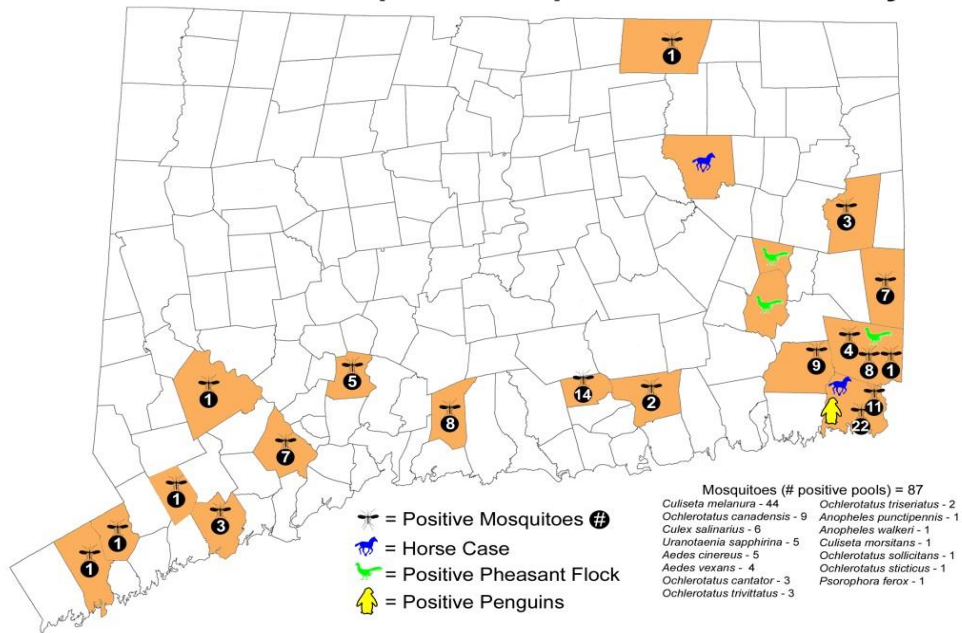 1
3
7
4
5
9
8 1
1
14
2
11
8
22
7
1
3
1
1
= Positive Mosquitoes #
= Horse Case
= Positive Pheasant Flock
= Positive Penguins
Mosquitoes (# positive pools) = 87
Culiseta melanura - 44
Ochlerotatus canadensis - 9
Culex salinarius - 6
Uranotaenia sapphirina - 5
Aedes cinereus - 5
Aedes vexans - 4
Ochlerotatus cantator - 3
Ochlerotatus trivittatus - 3
Ochlerotatus triseriatus - 2
Anopheles punctipennis - 1
Anopheles walkeri - 1
Culiseta morsitans - 1
Ochlerotatus sollicitans - 1
Ochlerotatus sticticus - 1
Psorophora ferox - 1